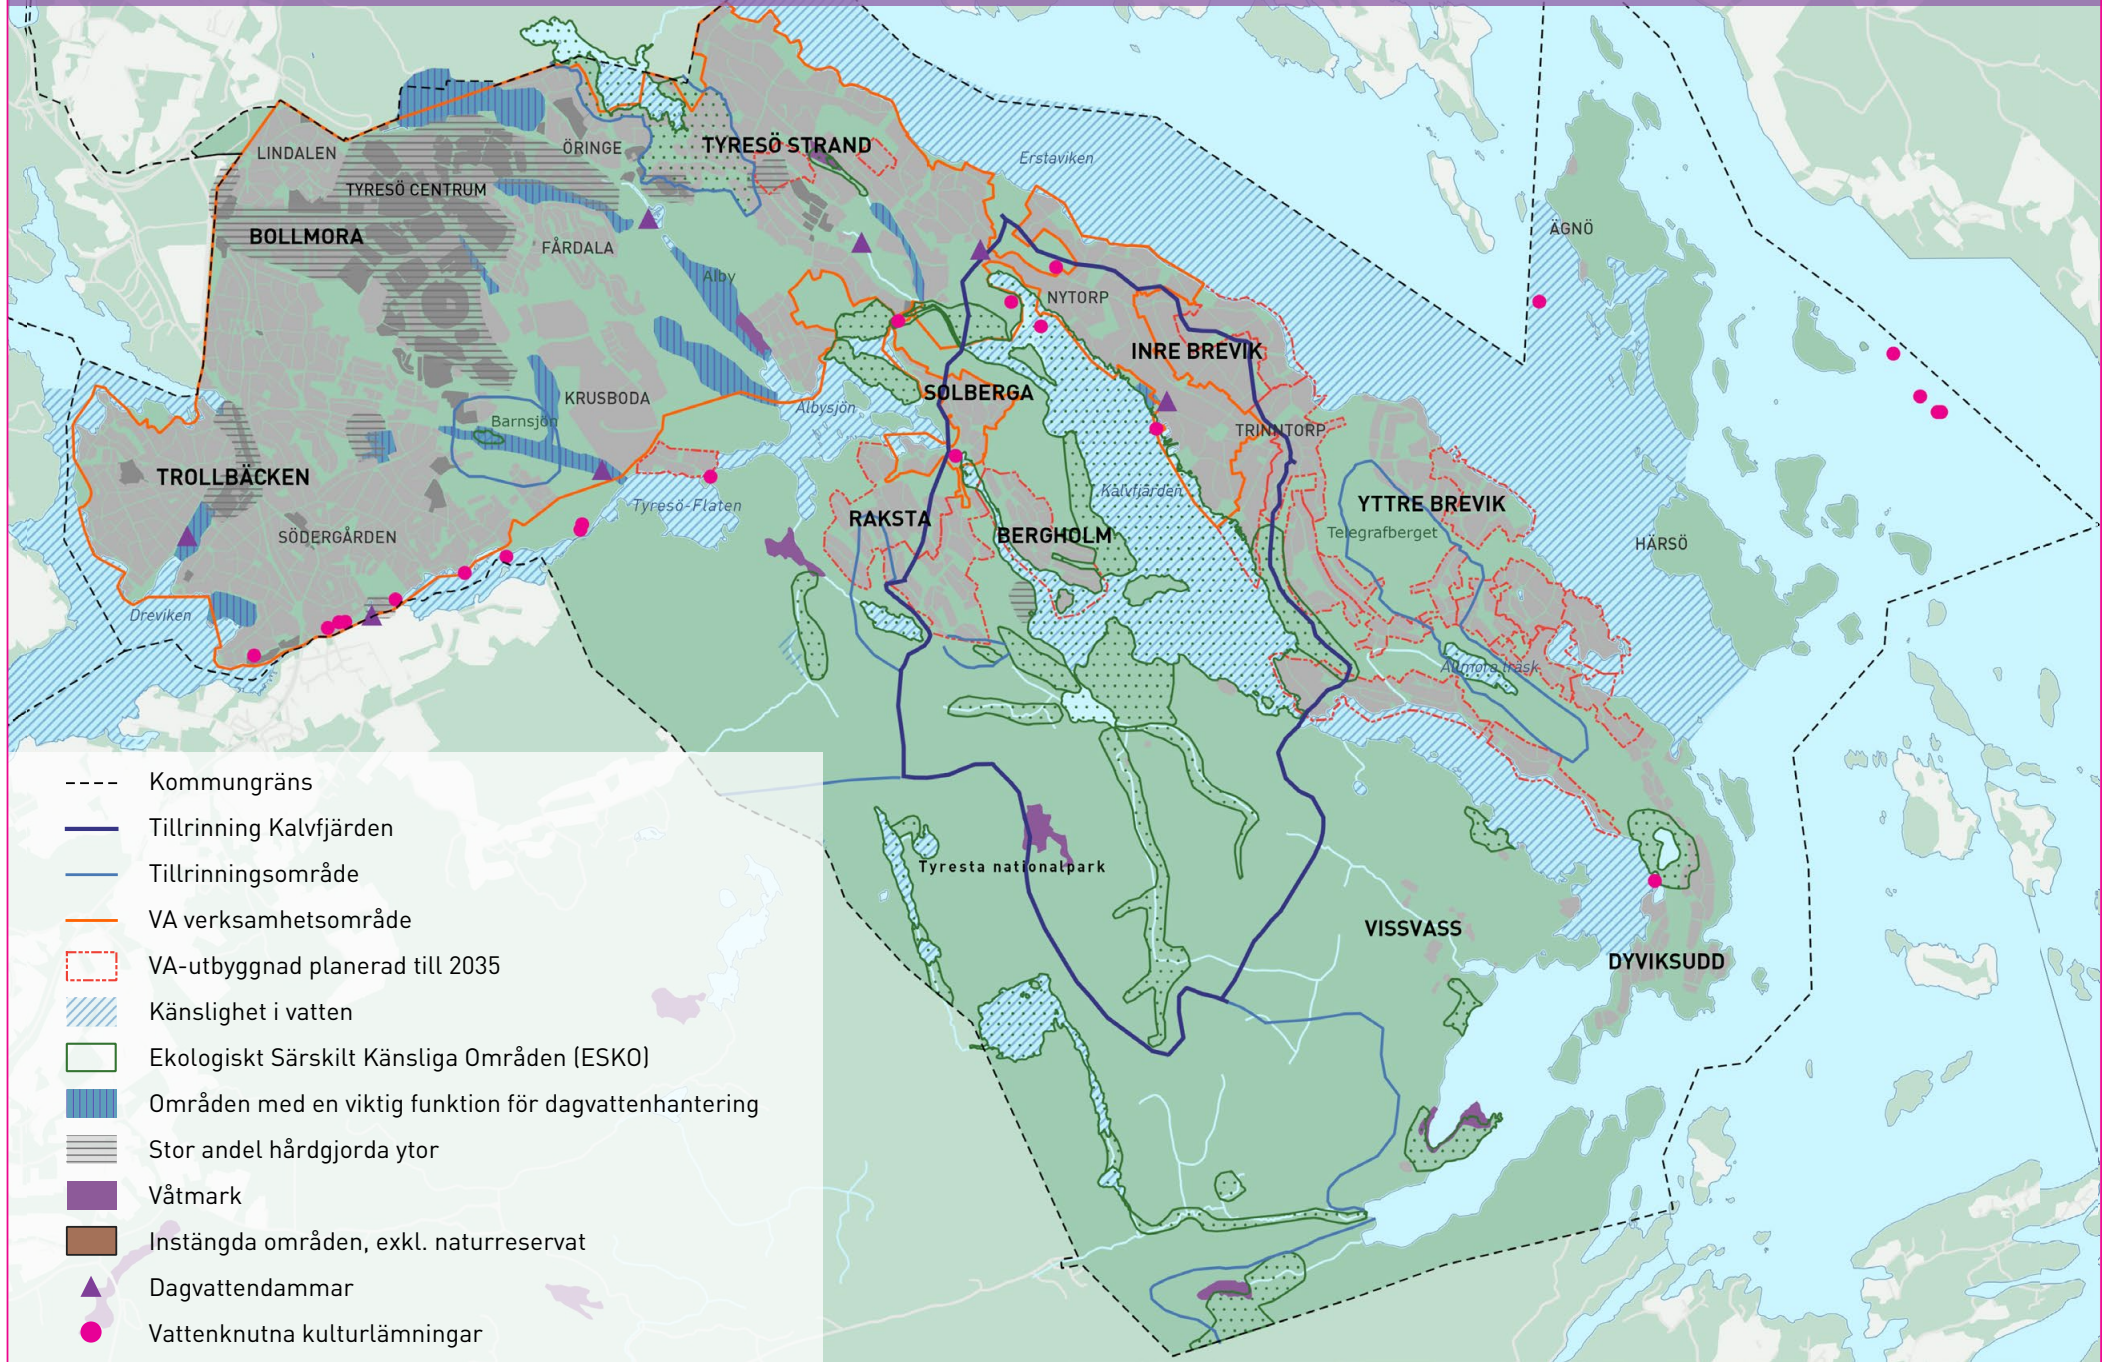 LINDALEN
ÖRINGE
TYRESÖ STRAND
Erstaviken
TYRESÖ CENTRUM
BOLLMORA
FÅRDALA
ÄGNÖ
Alby
NYTORP
INRE BREVIK
SOLBERGA
KRUSBODA
Albysjön
Barnsjön
TRINNTORP
TROLLBÄCKEN
Kalvfjärden
YTTRE BREVIK
Tyresö-Flaten
RAKSTA
BERGHOLM
Telegrafberget
SÖDERGÅRDEN
HÄRSÖ
Dreviken
Ällmora träsk
Tyresta nationalpark
VISSVASS
DYVIKSUDD
Kommungräns
Tillrinning Kalvfjärden
Tillrinningsområde
VA verksamhetsområde
VA-utbyggnad planerad till 2035
Känslighet i vatten
Ekologiskt Särskilt Känsliga Områden (ESKO)
Områden med en viktig funktion för dagvattenhantering
Stor andel hårdgjorda ytor
Våtmark
Instängda områden, exkl. naturreservat
Dagvattendammar
Vattenknutna kulturlämningar